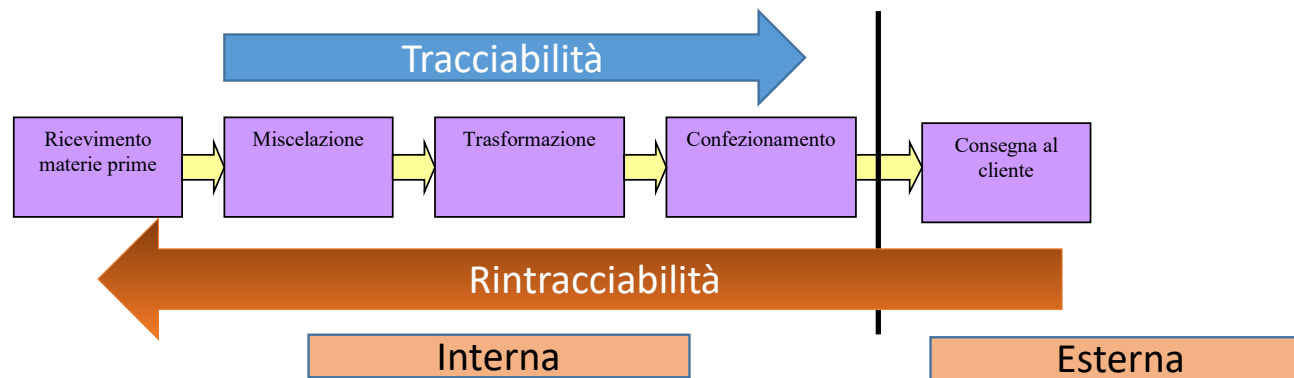 Tracciabilità
Ricevimento
materie prime
Miscelazione
Trasformazione
Confezionamento
Consegna al
cliente
Rintracciabilità
Interna
Esterna